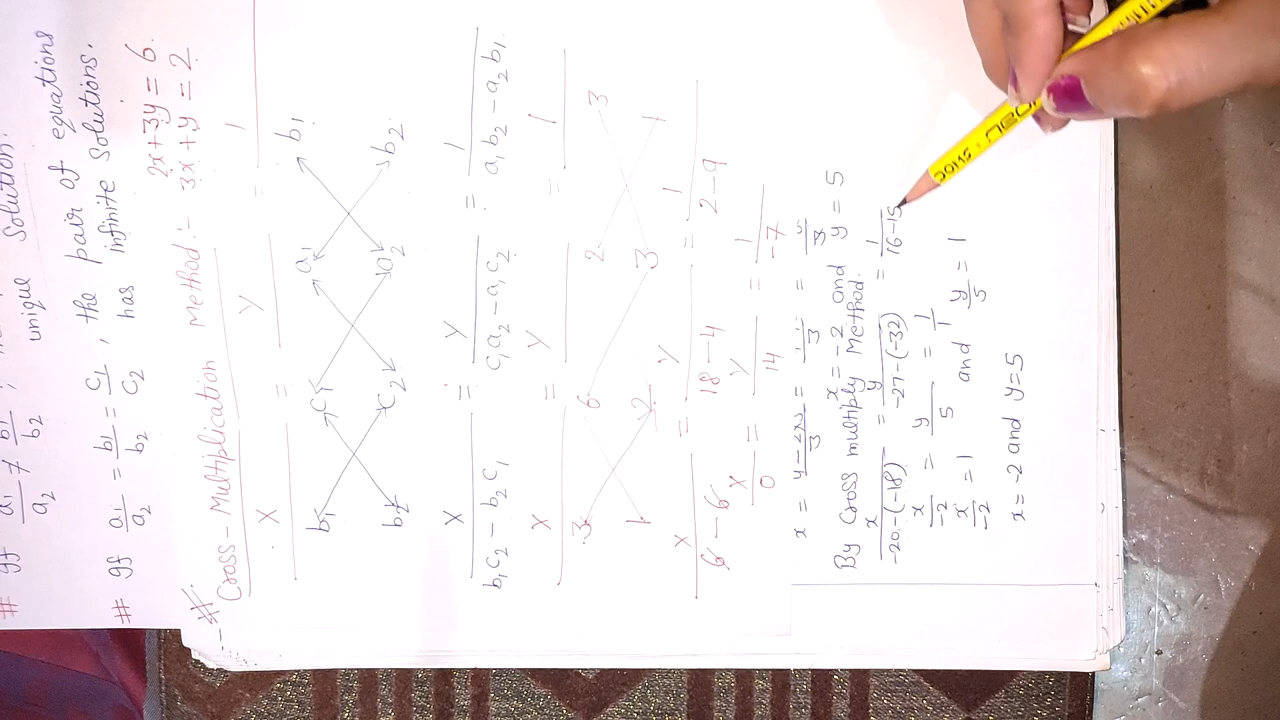 # If a₁/a₂ ≠ b₁/b₂ ,
unique solution.
# If a₁/a₂ = b₁/b₂ = c₁/c₂ , the pair of equations
has infinite solutions.
2x+3y = 6
3x+y = 2
Cross-Multiplication Method :-
x = y = 1
b₁ c₁ a₁ b₁
b₂ c₂ a₂ b₂
x/(b₁c₂ - b₂c₁) = y/(c₁a₂ - a₁c₂) = 1/(a₁b₂ - a₂b₁)
x = y = 1
3 6 2 3
1 2 3 1
x/(6-6) = y/(18-4) = 1/(2-9)
x/0 = y/14 = 1/-7
x =
x = -2 and y = 5
By Cross multiply Method.
x/(-20-(-18)) = y/(-27-(-32)) = 1/(16-15)
x/-2 = y/5 = 1/1
x/-2 = 1 and y/5 = 1
x = -2 and y = 5
DOMS